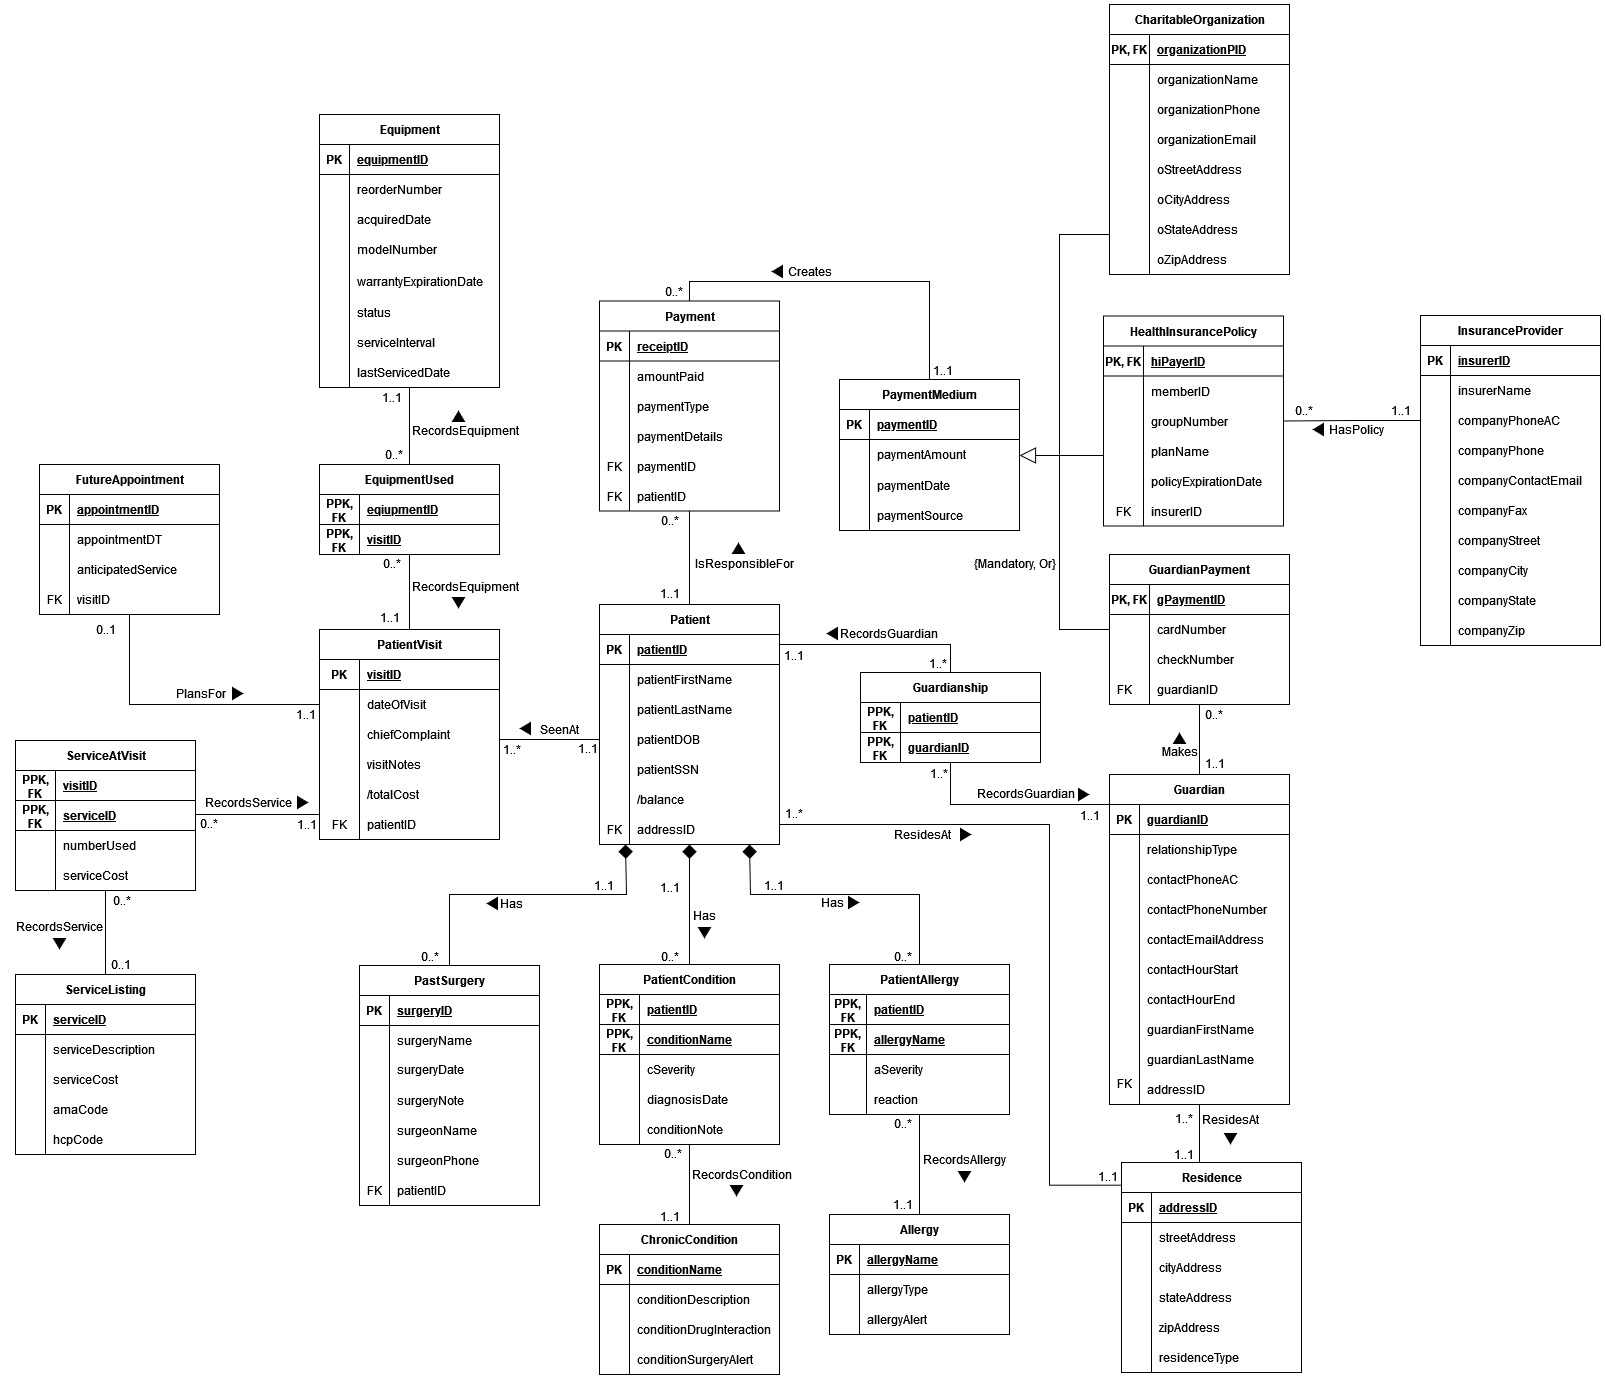 CharitableOrganization
PK, FK organizationPID
organizationName
organizationPhone
organizationEmail
oStreetAddress
oCityAddress
oStateAddress
oZipAddress
Equipment
PK equipmentID
reorderNumber
acquiredDate
modelNumber
warrantyExpirationDate
status
serviceInterval
lastServicedDate
1..1
RecordsEquipment
0..*
Creates
0..*
1..1
Payment
PK receiptID
amountPaid
paymentType
paymentDetails
FK paymentID
FK patientID
0..*
IsResponsibleFor
1..1
PaymentMedium
PK paymentID
paymentAmount
paymentDate
paymentSource
{Mandatory, Or}
HealthInsurancePolicy
PK, FK hiPayerID
memberID
groupNumber
planName
policyExpirationDate
FK insurerID
0..*
1..1
HasPolicy
InsuranceProvider
PK insurerID
insurerName
companyPhoneAC
companyPhone
companyContactEmail
companyFax
companyStreet
companyCity
companyState
companyZip
FutureAppointment
PK appointmentID
appointmentDT
anticipatedService
FK visitID
0..1
PlansFor
1..1
EquipmentUsed
PPK, FK eqiupmentID
PPK, FK visitID
0..*
RecordsEquipment
1..1
GuardianPayment
PK, FK gPaymentID
cardNumber
checkNumber
FK guardianID
0..*
Makes
1..1
PatientVisit
PK visitID
dateOfVisit
chiefComplaint
visitNotes
/totalCost
FK patientID
SeenAt
1..*
1..1
Patient
PK patientID
patientFirstName
patientLastName
patientDOB
patientSSN
/balance
FK addressID
RecordsGuardian
1..1
1..*
Guardianship
PPK, FK patientID
PPK, FK guardianID
1..*
RecordsGuardian
1..1
1..*
ResidesAt
1..1
ServiceAtVisit
PPK, FK visitID
PPK, FK serviceID
numberUsed
serviceCost
RecordsService
0..*
1..1
0..*
RecordsService
0..1
ServiceListing
PK serviceID
serviceDescription
serviceCost
amaCode
hcpCode
Guardian
PK guardianID
relationshipType
contactPhoneAC
contactPhoneNumber
contactEmailAddress
contactHourStart
contactHourEnd
guardianFirstName
guardianLastName
FK addressID
1..*
ResidesAt
1..1
1..1
Has
0..*
1..1
Has
0..*
1..1
Has
0..*
PastSurgery
PK surgeryID
surgeryName
surgeryDate
surgeryNote
surgeonName
surgeonPhone
FK patientID
PatientCondition
PPK, FK patientID
PPK, FK conditionName
cSeverity
diagnosisDate
conditionNote
0..*
RecordsCondition
1..1
PatientAllergy
PPK, FK patientID
PPK, FK allergyName
aSeverity
reaction
0..*
RecordsAllergy
1..1
ChronicCondition
PK conditionName
conditionDescription
conditionDrugInteraction
conditionSurgeryAlert
Allergy
PK allergyName
allergyType
allergyAlert
Residence
PK addressID
streetAddress
cityAddress
stateAddress
zipAddress
residenceType